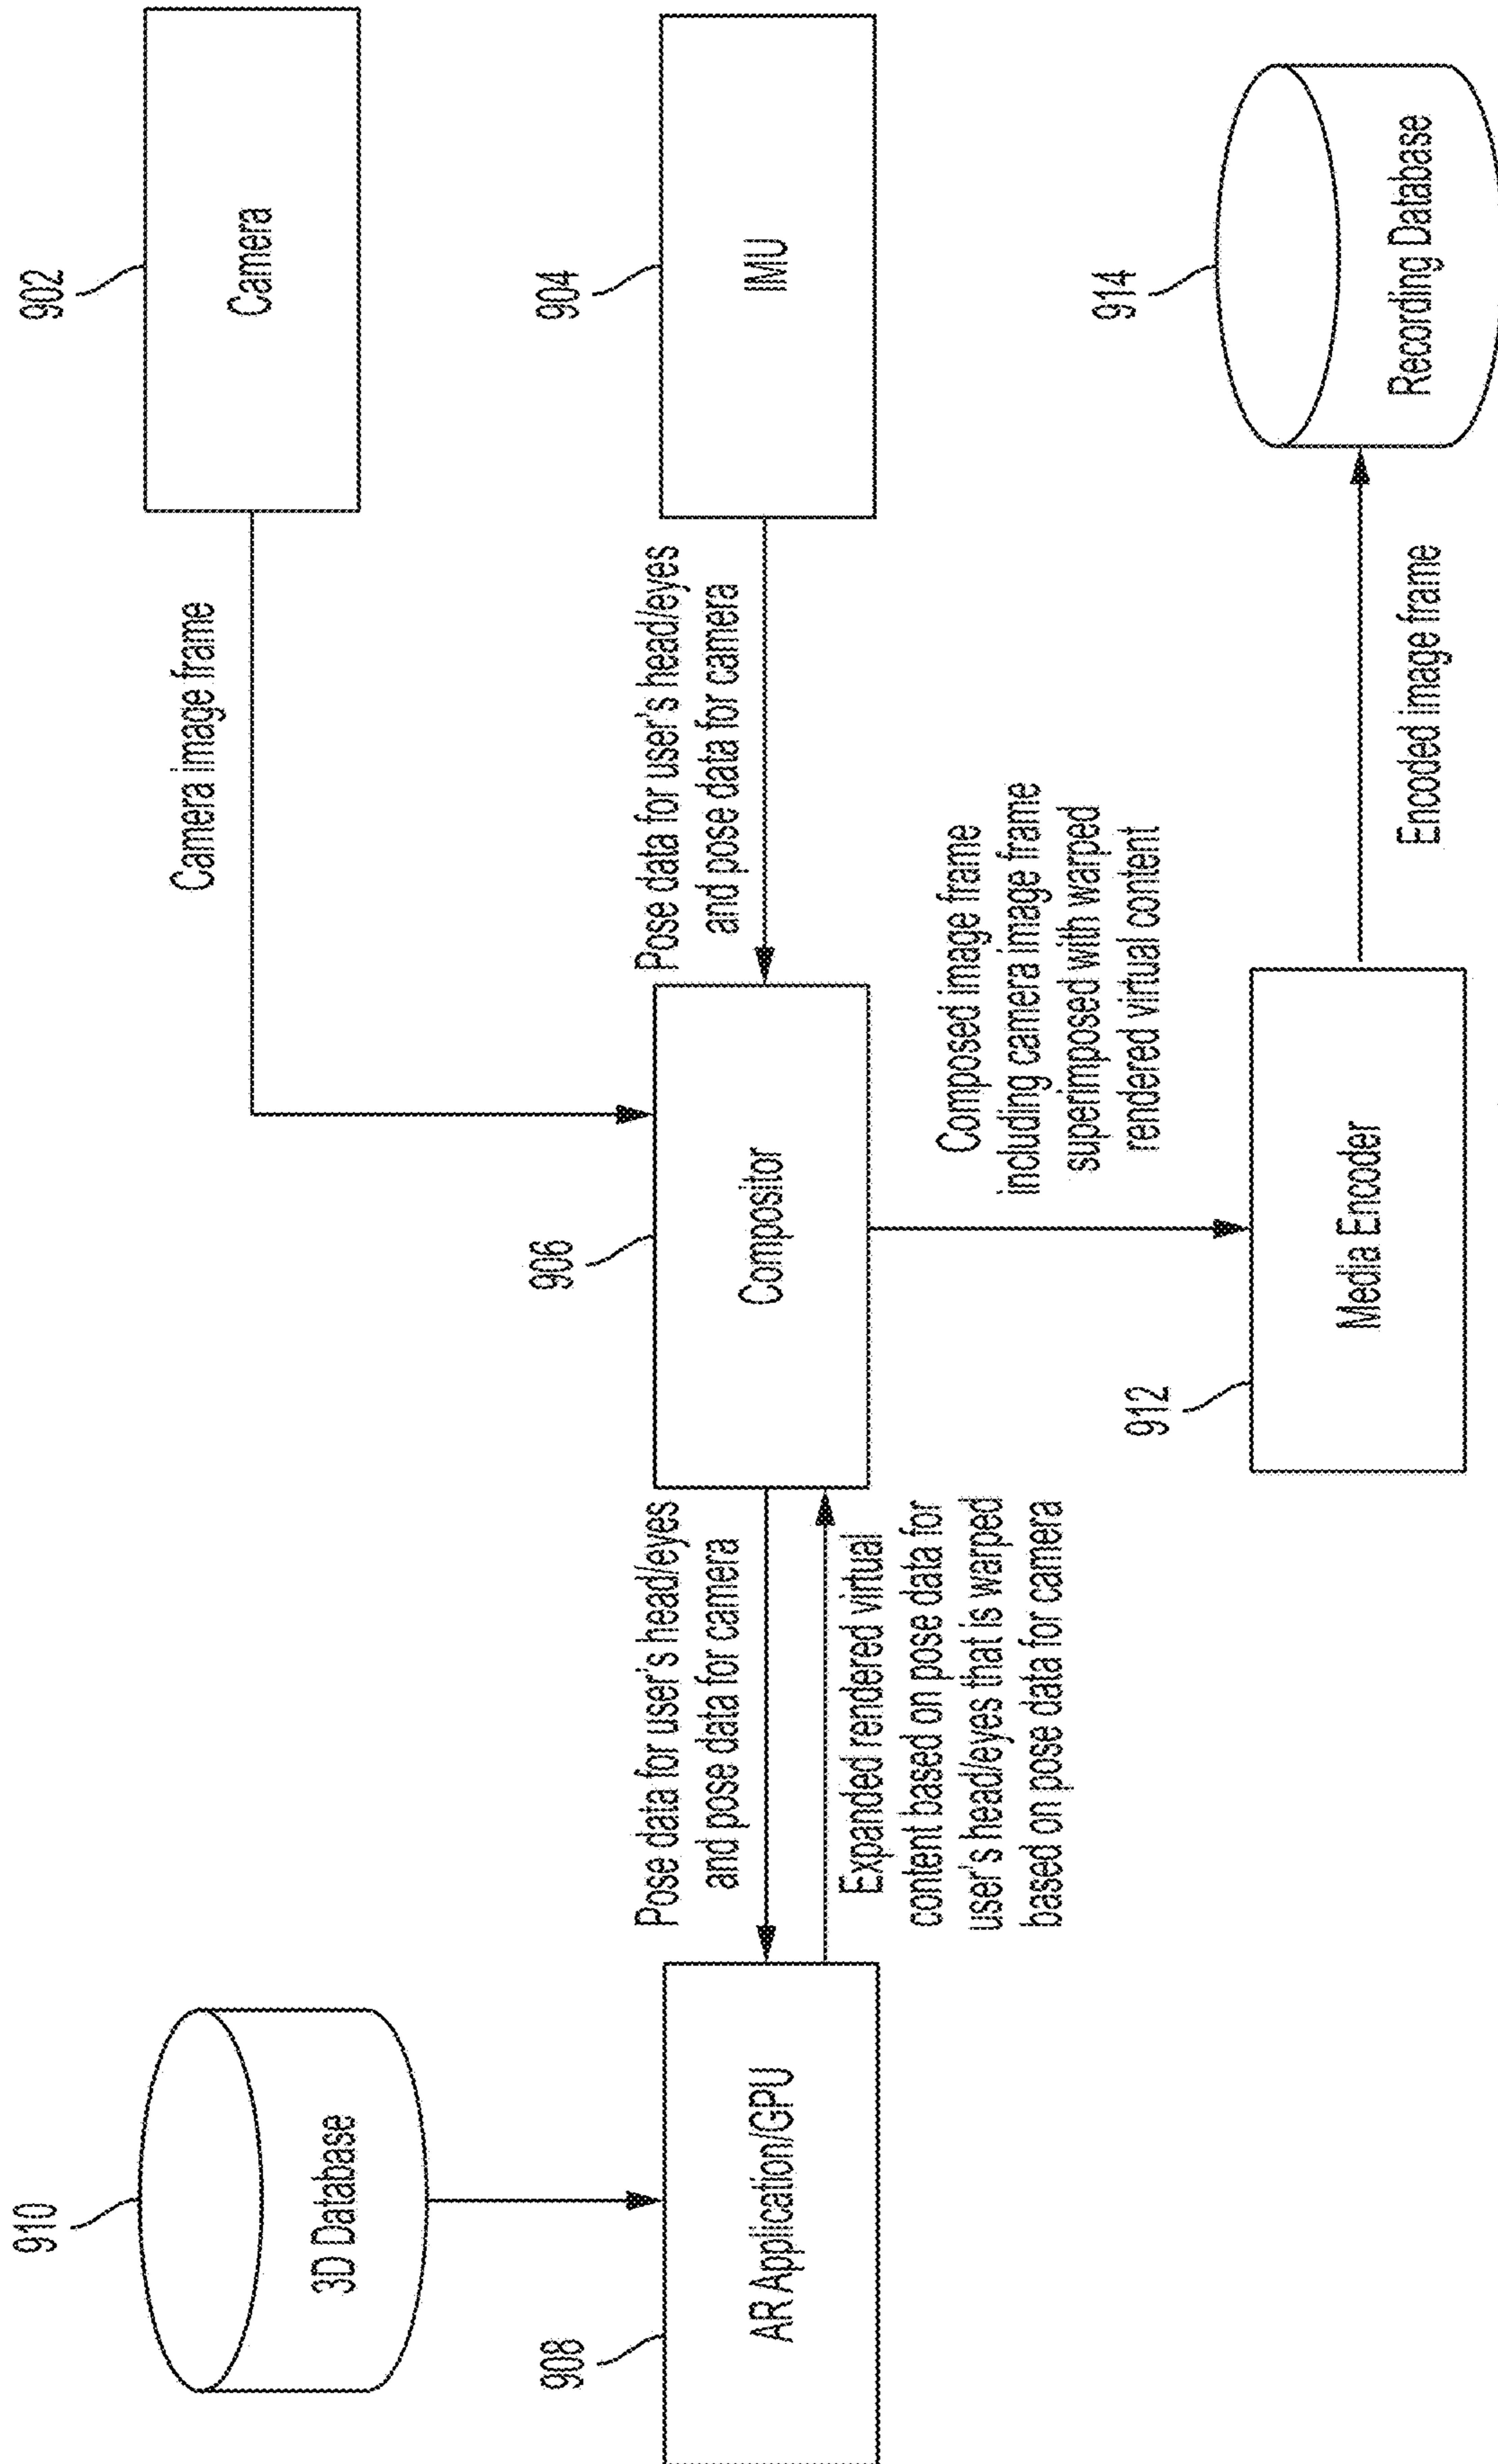 910
3D Database
902
Camera
Camera image frame
908
AR Application/GPU
Pose data for user's head/eyes
and pose data for camera
Expanded rendered virtual
content based on pose data for
user's head/eyes that is warped
based on pose data for camera
906
Compositor
Pose data for user's head/eyes
and pose data for camera
904
IMU
Composed image frame
including camera image frame
superimposed with warped
rendered virtual content
912
Media Encoder
Encoded image frame
914
Recording Database